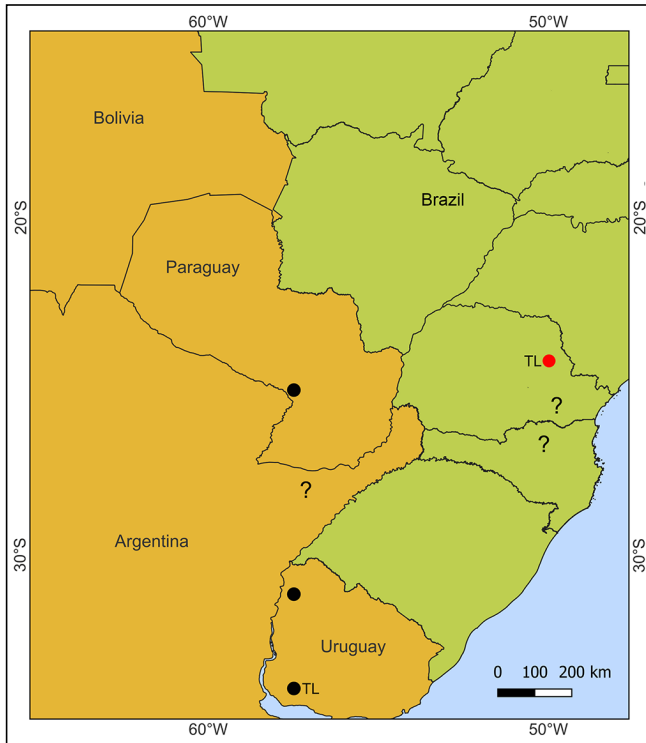 60°W 50°W
Bolivia
20°S Brazil 20°S
Paraguay
TL
?
?
?
Argentina
30°S 30°S
Uruguay
0 100 200 km
TL
60°W 50°W